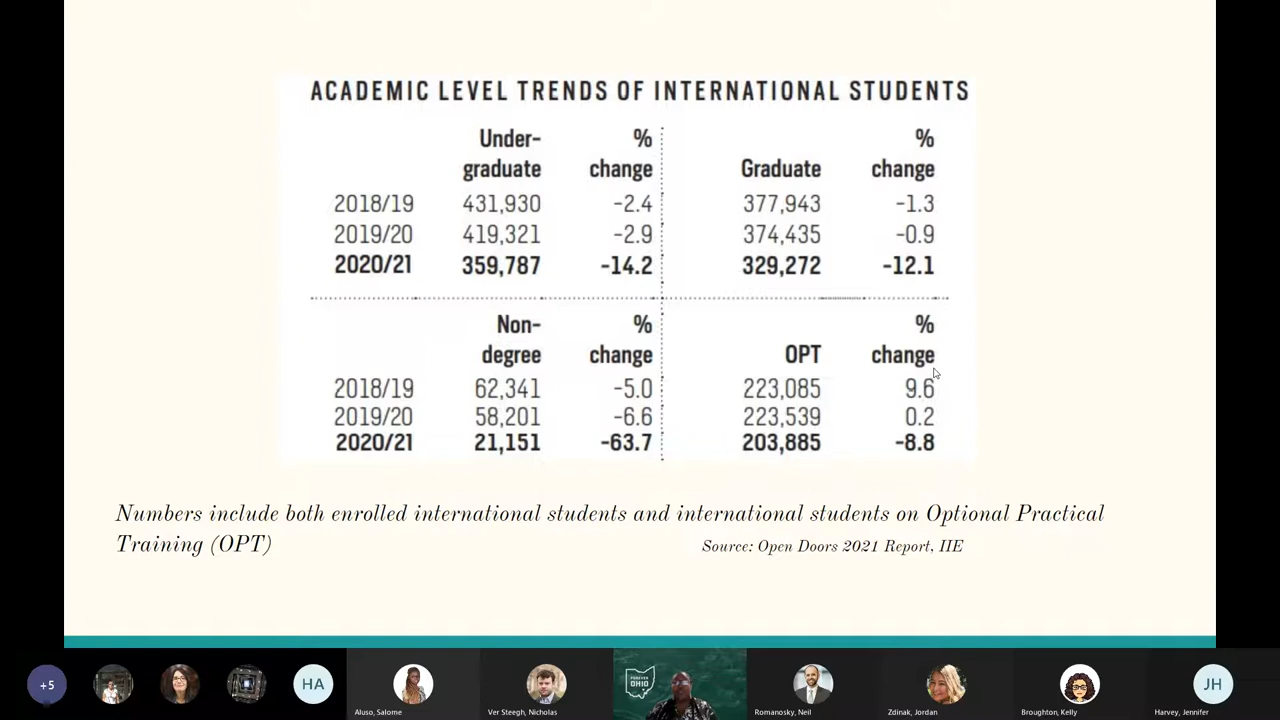 ACADEMIC LEVEL TRENDS OF INTERNATIONAL STUDENTS
Under- %
graduate change
2018/19 431,930 -2.4
2019/20 419,321 -2.9
2020/21 359,787 -14.2
%
Graduate change
377,943 -1.3
374,435 -0.9
329,272 -12.1
Non- %
degree change
2018/19 62,341 -5.0
2019/20 58,201 -6.6
2020/21 21,151 -63.7
%
OPT change
223,085 9.6
223,539 0.2
203,885 -8.8
Numbers include both enrolled international students and international students on Optional Practical
Training (OPT)
Source: Open Doors 2021 Report, IIE
+5
HA
Aluso, Salome
Ver Steegh, Nicholas
FOREVER
OHIO
Romanosky, Neil
Zdinak, Jordan
Broughton, Kelly
JH
Harvey, Jennifer